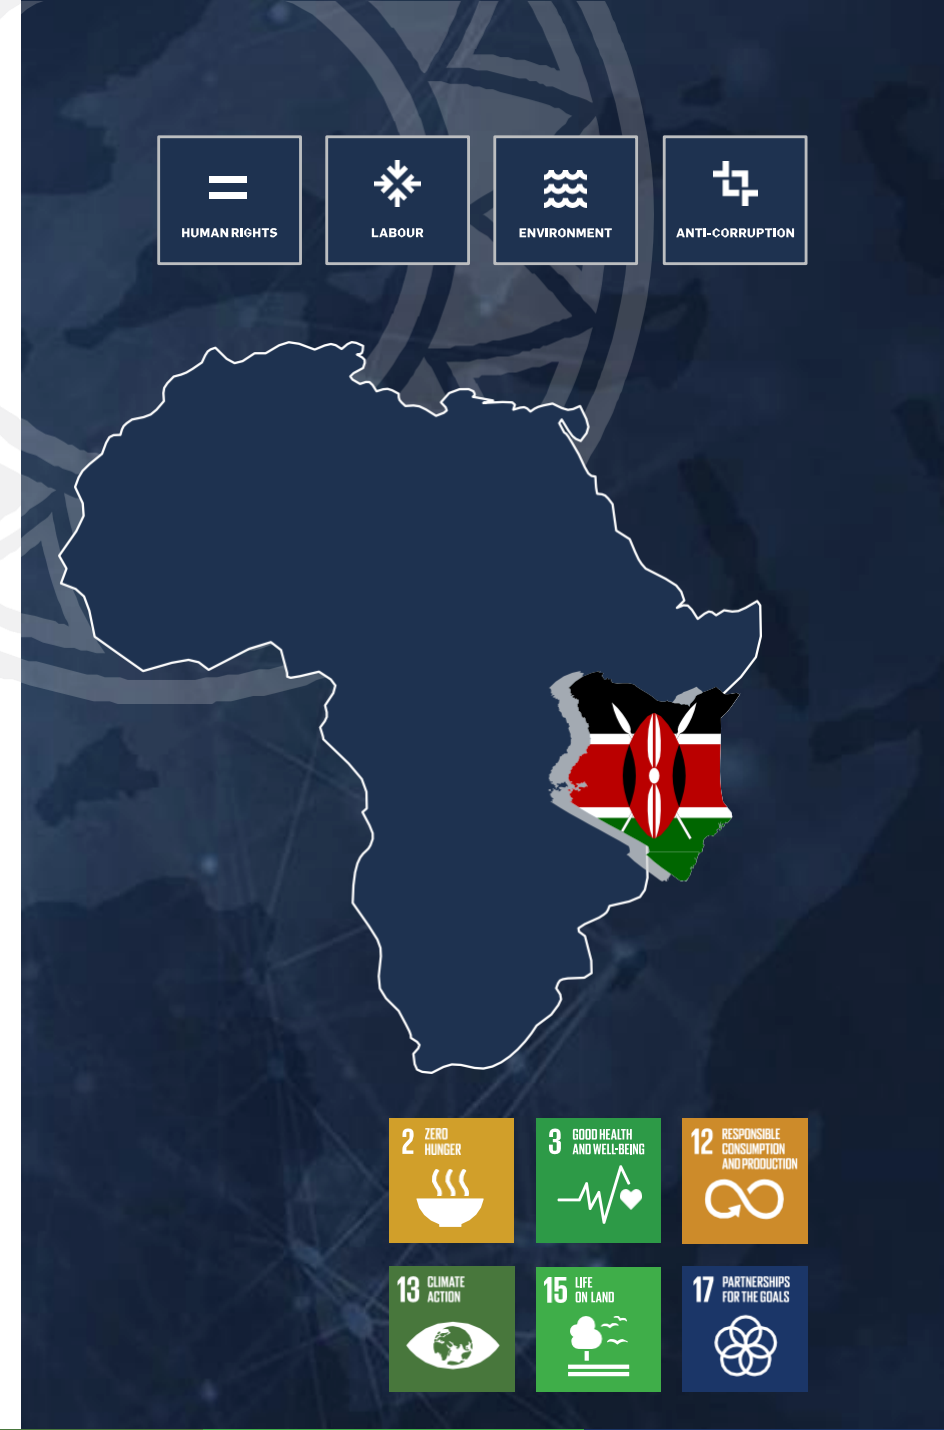 HUMAN RIGHTS
LABOUR
ENVIRONMENT
ANTI-CORRUPTION
2 ZERO
HUNGER
3 GOOD HEALTH
AND WELL-BEING
12 RESPONSIBLE
CONSUMPTION
AND PRODUCTION
13 CLIMATE
ACTION
15 LIFE
ON LAND
17 PARTNERSHIPS
FOR THE GOALS